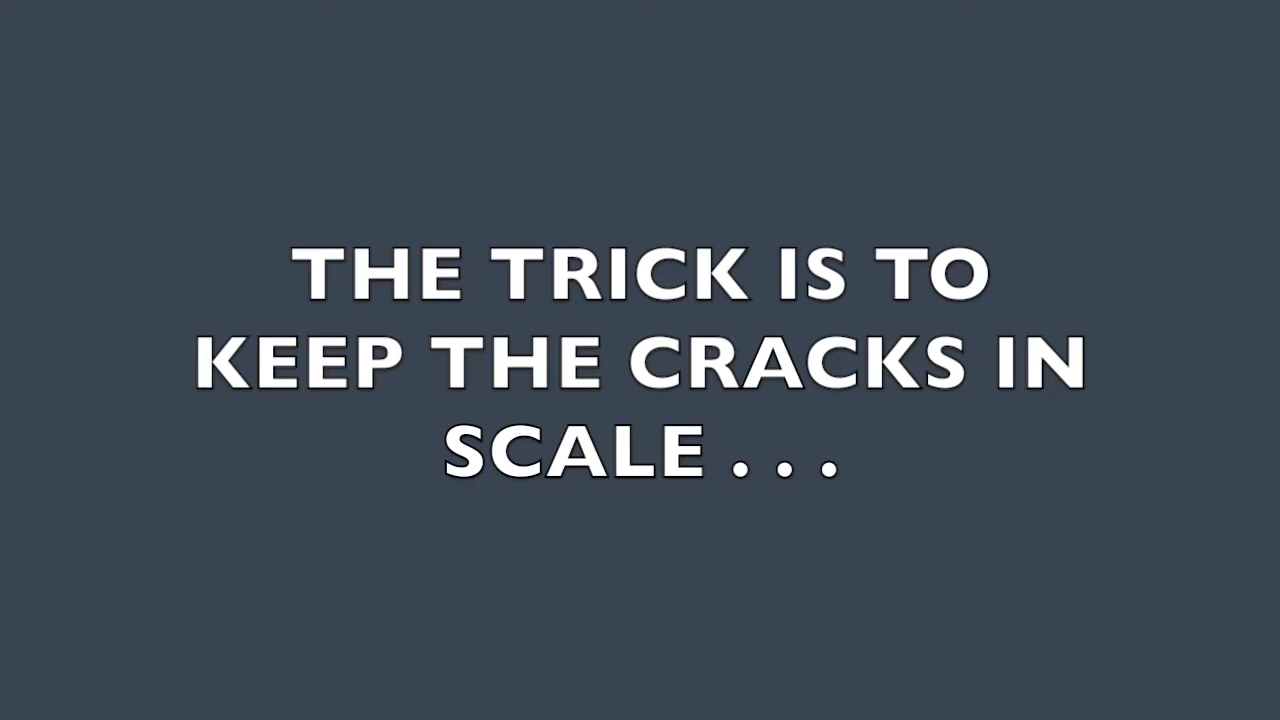 THE TRICK IS TO
KEEP THE CRACKS IN
SCALE . . .